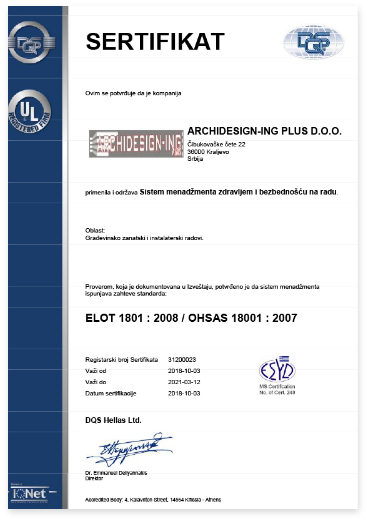 DQS
SERTIFIKAT
DQS
UL
REGISTERED FIRM
Ovim se potvrđuje da je kompanija
ARCHIDESIGN-ING
ARCHIDESIGN-ING PLUS D.O.O.
Čibukovačke čete 22
36000 Kraljevo
Srbija
primenila i održava Sistem menadžmenta zdravljem i bezbednošću na radu.
Oblast:
Građevinsko zanatski i instalaterski radovi.
Proverom, koja je dokumentovana u Izveštaju, potvrđeno je da sistem menadžmenta
ispunjava zahteve standarda:
ELOT 1801 : 2008 / OHSAS 18001 : 2007
Registarski broj Sertifikata 31200023
Važi od 2018-10-03
Važi do 2021-03-12
Datum sertifikacije 2018-10-03
ESYD
MS Certification
No. of Cert. 248
DQS Hellas Ltd.
Dr. Emmanuel Deliyannakis
Director
IQNet
Accredited Body: 4, Kalavriton Street, 14564 Kifissia - Athens